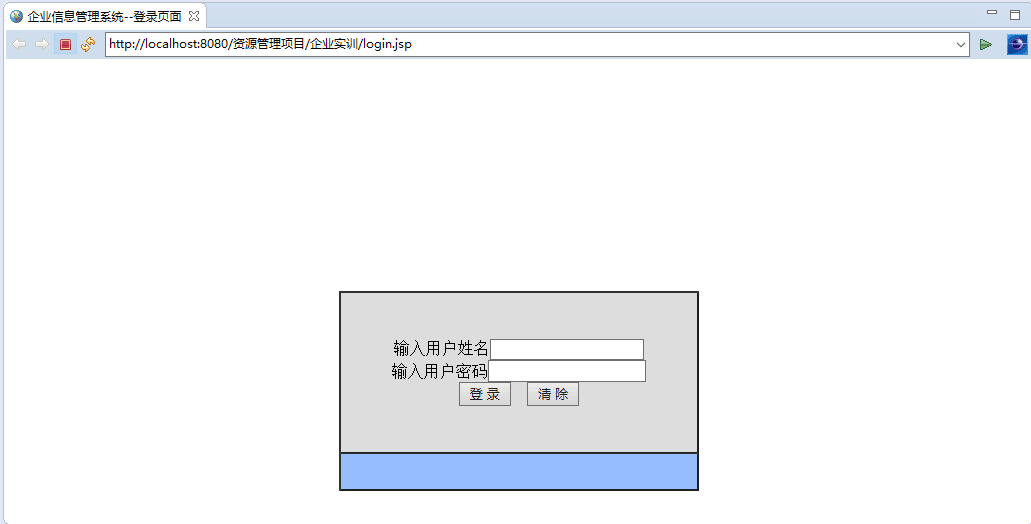 企业信息管理系统--登录页面
http://localhost:8080/资源管理项目/企业实训/login.jsp
输入用户姓名
输入用户密码
登 录 清 除